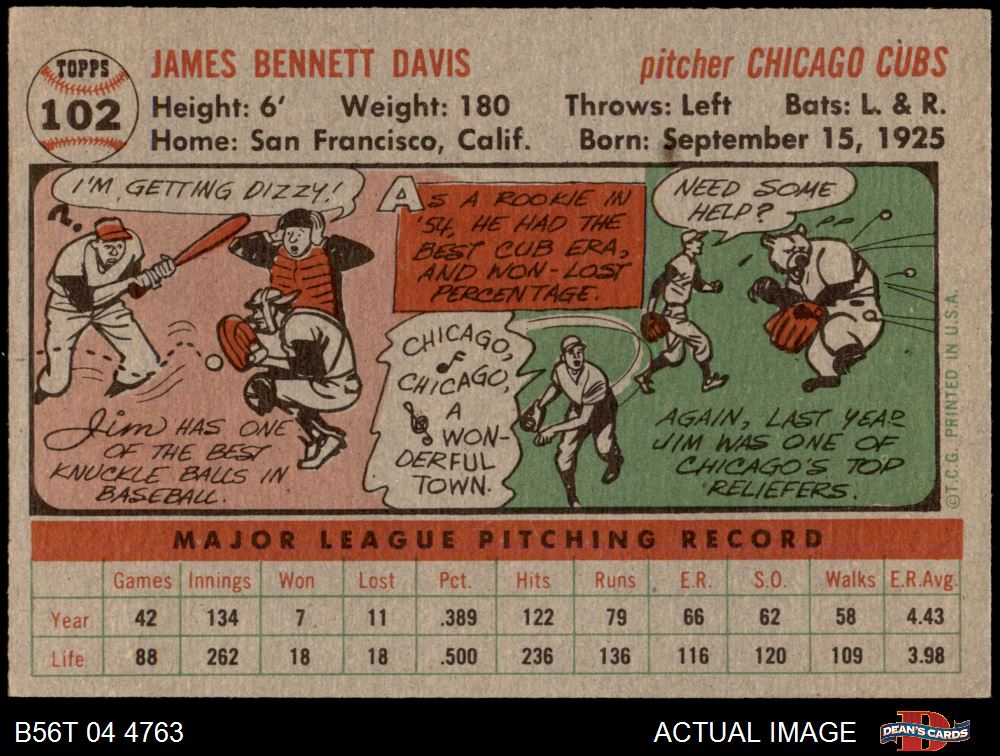 TOPPS
102
JAMES BENNETT DAVIS
pitcher CHICAGO CUBS
Height: 6' Weight: 180 Throws: Left Bats: L. & R.
Home: San Francisco, Calif. Born: September 15, 1925
I'M GETTING DIZZY!
Jim HAS ONE
OF THE BEST
KNUCKLE BALLS IN
BASEBALL.
AS A ROOKIE IN
'54, HE HAD THE
BEST CUB ERA,
AND WON-LOST
PERCENTAGE.
CHICAGO,
CHICAGO,
A
WON-
DERFUL
TOWN.
NEED SOME
HELP?
AGAIN, LAST YEAR
JIM WAS ONE OF
CHICAGO'S TOP
RELIEFERS.
©T.C.G. PRINTED IN U.S.A.
MAJOR LEAGUE PITCHING RECORD
Games Innings Won Lost Pct. Hits Runs E.R. S.O. Walks E.R.Avg.
Year 42 134 7 11 .389 122 79 66 62 58 4.43
Life 88 262 18 18 .500 236 136 116 120 109 3.98
B56T 04 4763
ACTUAL IMAGE
D
DEAN'S CARDS